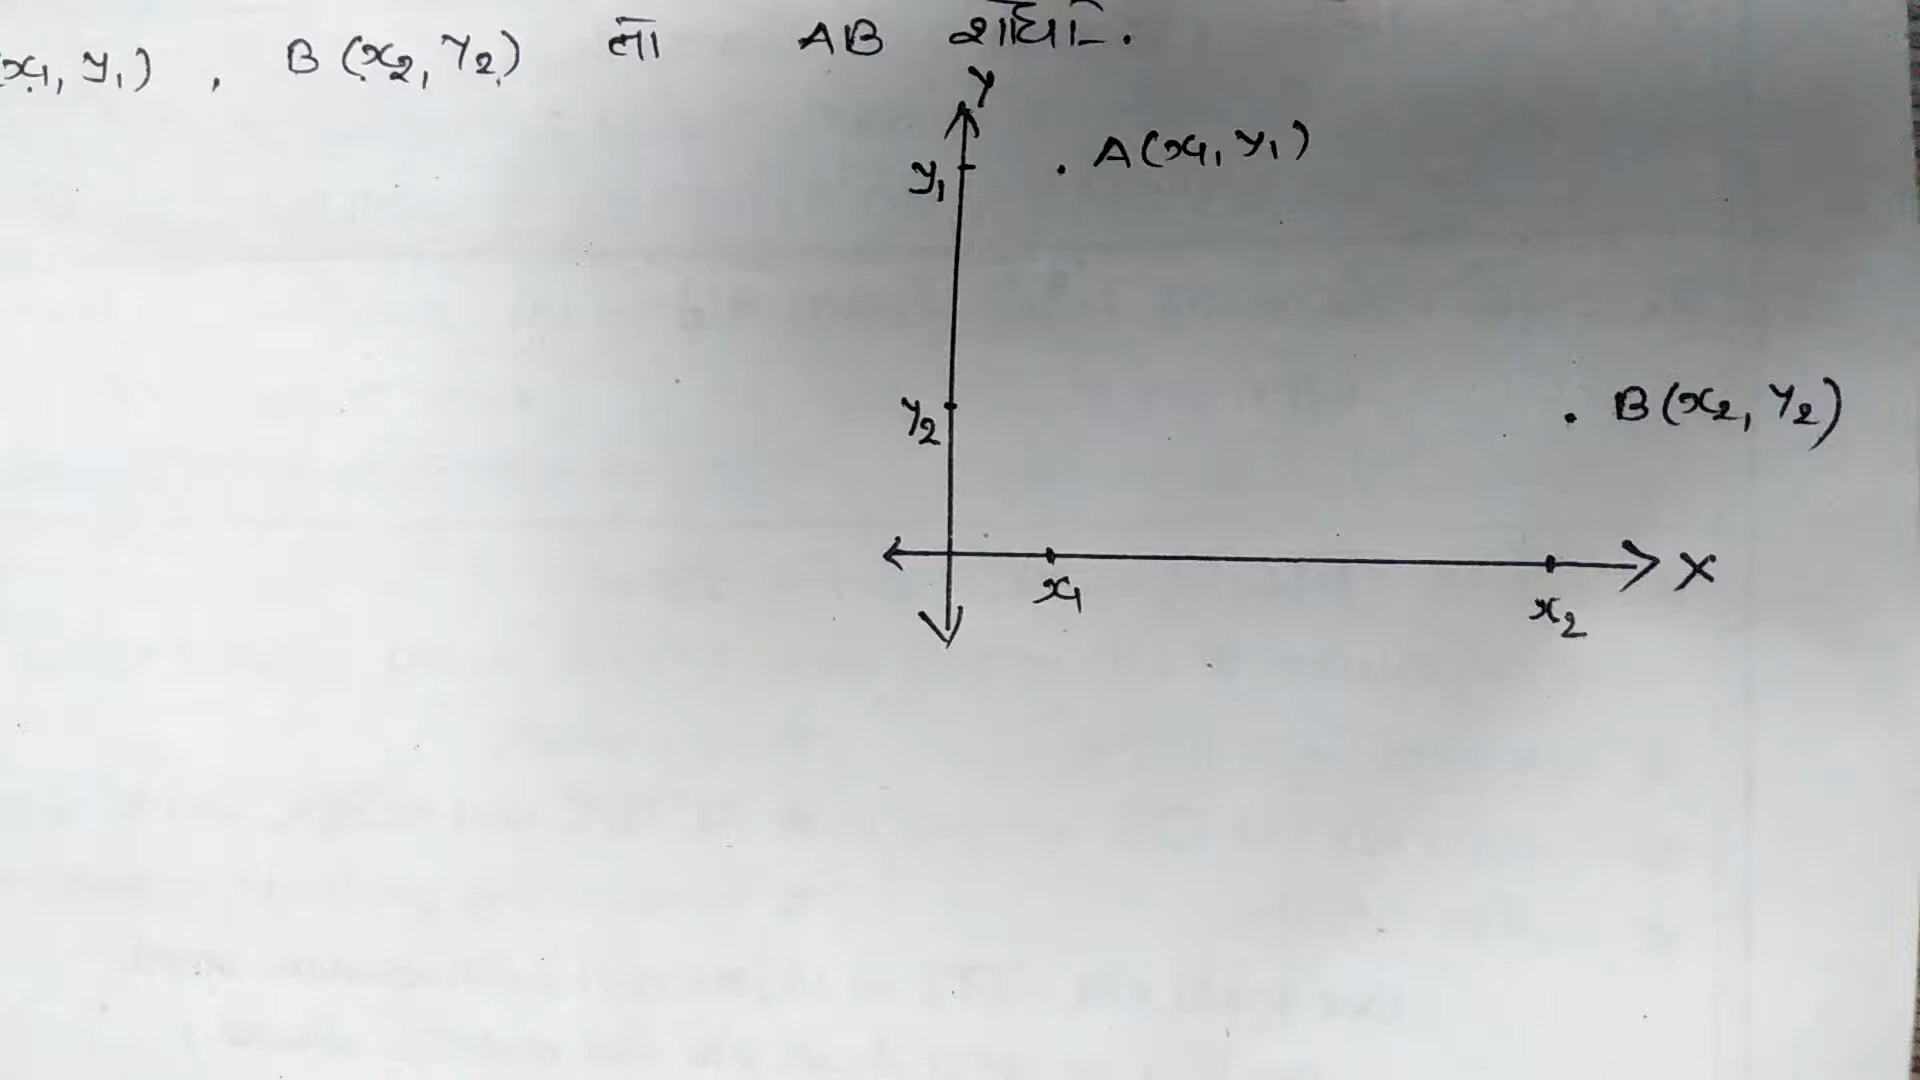 x₁, y₁) , B (x₂, y₂) तो AB शोधा.
Y
y₁ . A(x₁, y₁)
y₂ . B(x₂, y₂)
X
x₁ x₂